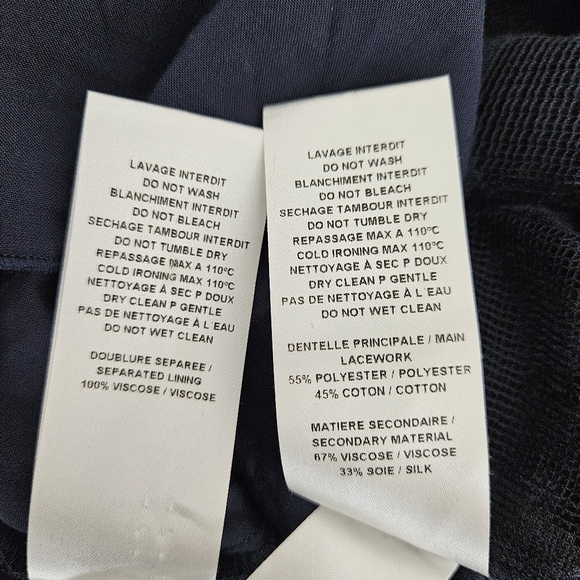 LAVAGE INTERDIT
DO NOT WASH
BLANCHIMENT INTERDIT
DO NOT BLEACH
SECHAGE TAMBOUR INTERDIT
DO NOT TUMBLE DRY
REPASSAGE MAX A 110°C
COLD IRONING MAX 110°C
NETTOYAGE À SEC P DOUX
DRY CLEAN P GENTLE
PAS DE NETTOYAGE À L'EAU
DO NOT WET CLEAN
DOUBLURE SEPAREE /
SEPARATED LINING
100% VISCOSE / VISCOSE
LAVAGE INTERDIT
DO NOT WASH
BLANCHIMENT INTERDIT
DO NOT BLEACH
SECHAGE TAMBOUR INTERDIT
DO NOT TUMBLE DRY
REPASSAGE MAX A 110°C
COLD IRONING MAX 110°C
NETTOYAGE À SEC P DOUX
DRY CLEAN P GENTLE
PAS DE NETTOYAGE À L'EAU
DO NOT WET CLEAN
DENTELLE PRINCIPALE / MAIN
LACEWORK
55% POLYESTER / POLYESTER
45% COTON / COTTON
MATIERE SECONDAIRE /
SECONDARY MATERIAL
67% VISCOSE / VISCOSE
33% SOIE / SILK